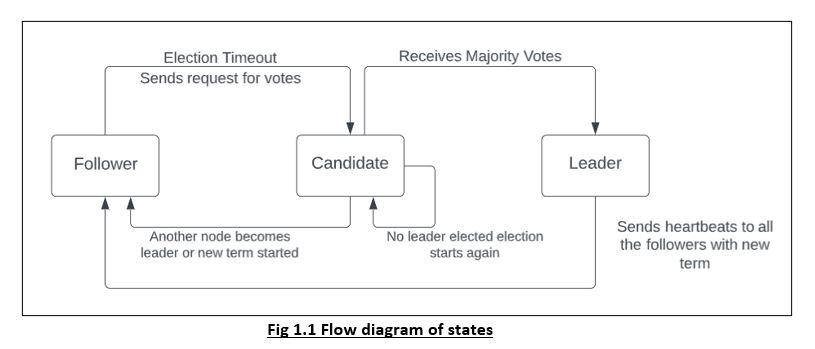 Election Timeout
Sends request for votes
Receives Majority Votes
Follower
Candidate
Leader
Another node becomes
leader or new term started
No leader elected election
starts again
Sends heartbeats to all
the followers with new
term
Fig 1.1 Flow diagram of states